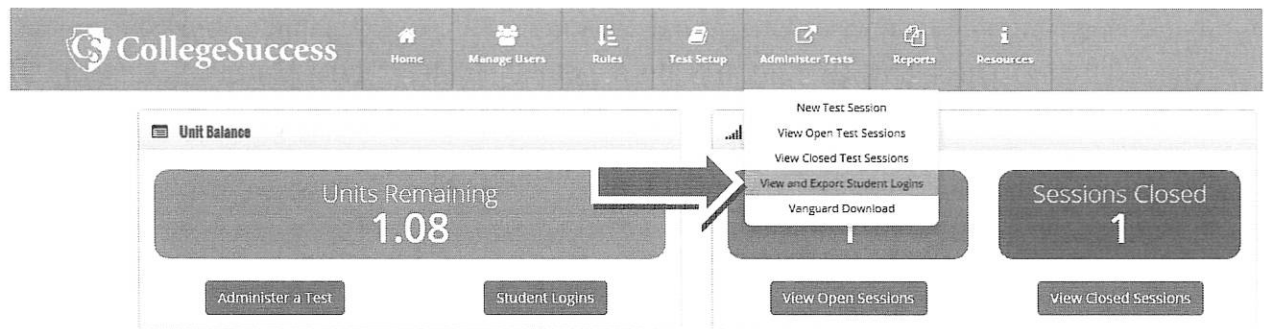 CS CollegeSuccess
Home
Manage Users
Rules
Test Setup
Administer Tests
Reports
Resources
New Test Session
View Open Test Sessions
View Closed Test Sessions
View and Export Student Logins
Vanguard Download
Unit Balance
Units Remaining
1.08
Administer a Test
Student Logins
1
View Open Sessions
Sessions Closed
1
View Closed Sessions